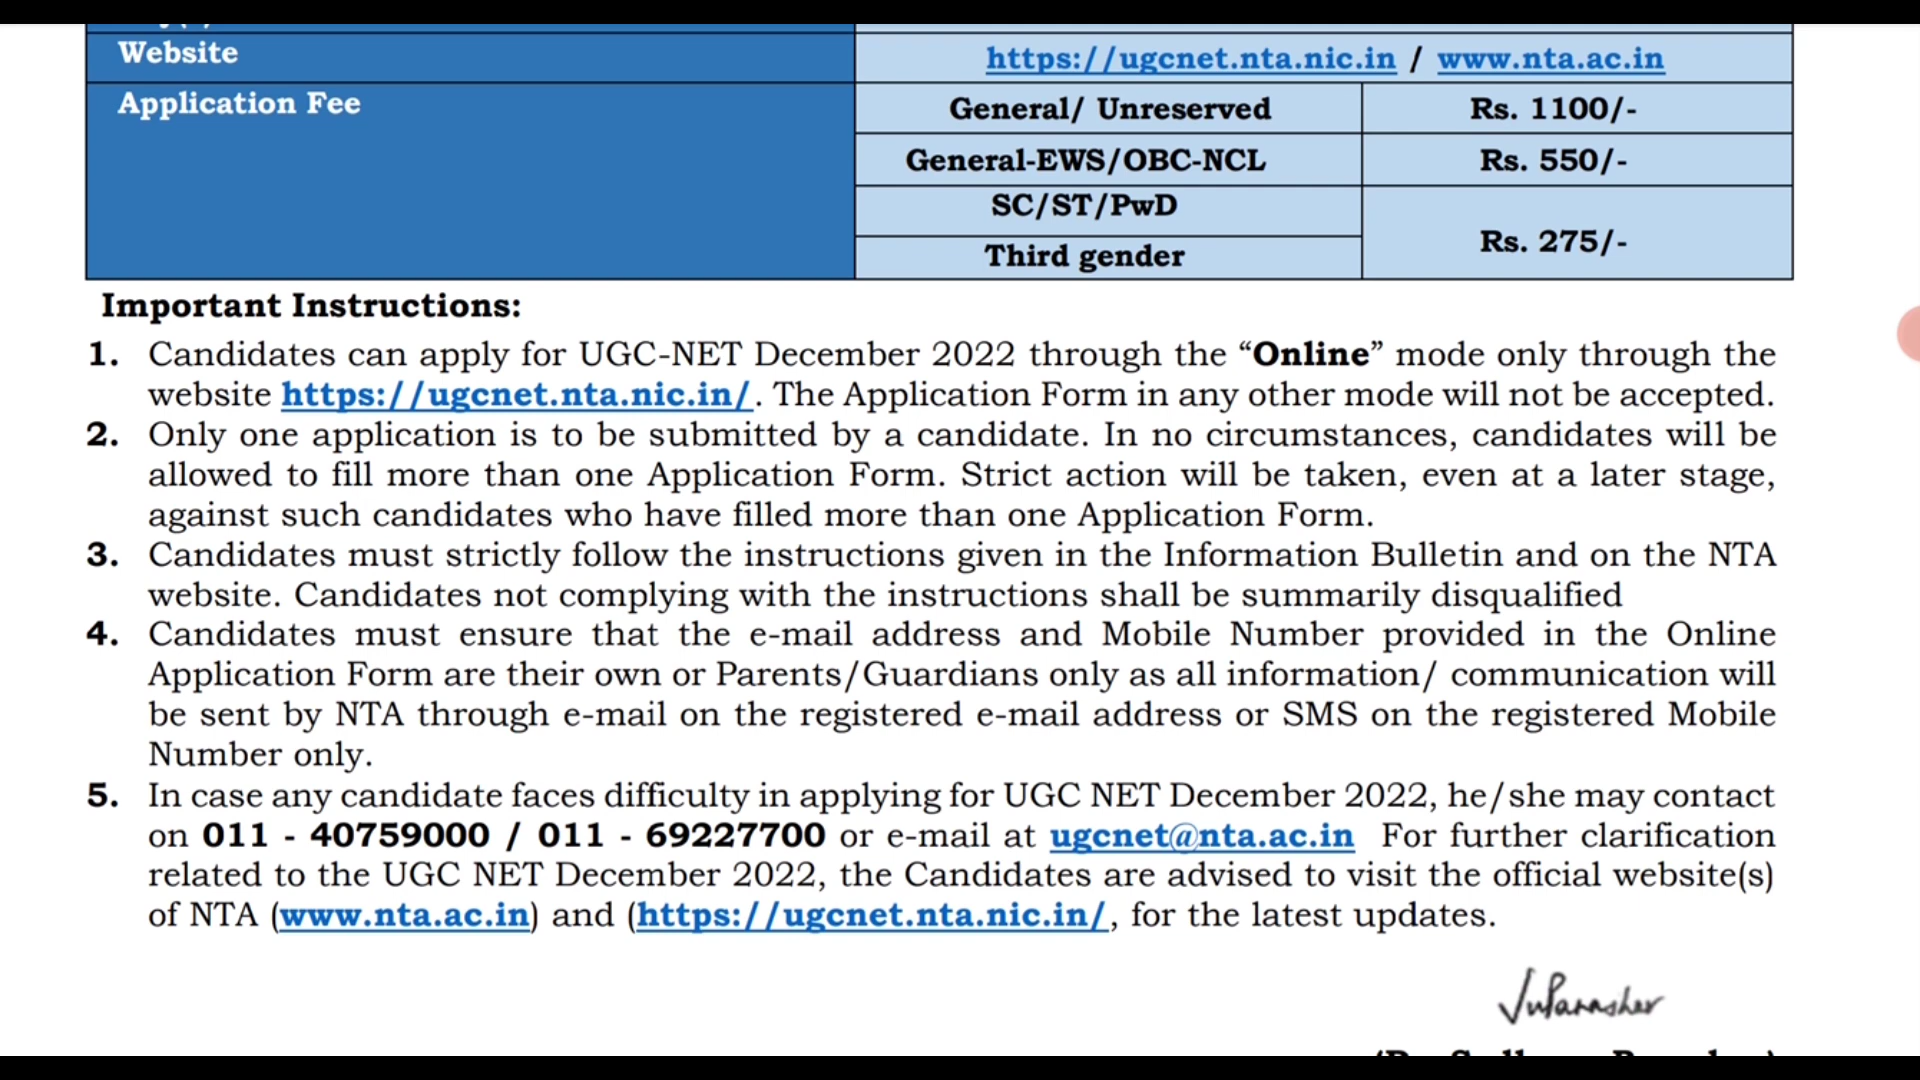 Website
https://ugcnet.nta.nic.in / www.nta.ac.in
Application Fee
General/ Unreserved
Rs. 1100/-
General-EWS/OBC-NCL
Rs. 550/-
SC/ST/PwD
Third gender
Rs. 275/-
Important Instructions:
1. Candidates can apply for UGC-NET December 2022 through the “Online” mode only through the
website https://ugcnet.nta.nic.in/. The Application Form in any other mode will not be accepted.
2. Only one application is to be submitted by a candidate. In no circumstances, candidates will be
allowed to fill more than one Application Form. Strict action will be taken, even at a later stage,
against such candidates who have filled more than one Application Form.
3. Candidates must strictly follow the instructions given in the Information Bulletin and on the NTA
website. Candidates not complying with the instructions shall be summarily disqualified
4. Candidates must ensure that the e-mail address and Mobile Number provided in the Online
Application Form are their own or Parents/Guardians only as all information/ communication will
be sent by NTA through e-mail on the registered e-mail address or SMS on the registered Mobile
Number only.
5. In case any candidate faces difficulty in applying for UGC NET December 2022, he/she may contact
on 011 - 40759000 / 011 - 69227700 or e-mail at ugcnet@nta.ac.in For further clarification
related to the UGC NET December 2022, the Candidates are advised to visit the official website(s)
of NTA (www.nta.ac.in) and (https://ugcnet.nta.nic.in/, for the latest updates.